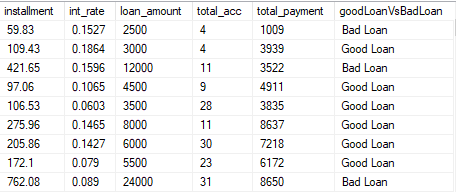 installment int_rate loan_amount total_acc total_payment goodLoanVsBadLoan
59.83 0.1527 2500 4 1009 Bad Loan
109.43 0.1864 3000 4 3939 Good Loan
421.65 0.1596 12000 11 3522 Bad Loan
97.06 0.1065 4500 9 4911 Good Loan
106.53 0.0603 3500 28 3835 Good Loan
275.96 0.1465 8000 11 8637 Good Loan
205.86 0.1427 6000 30 7218 Good Loan
172.1 0.079 5500 23 6172 Good Loan
762.08 0.089 24000 31 8650 Bad Loan